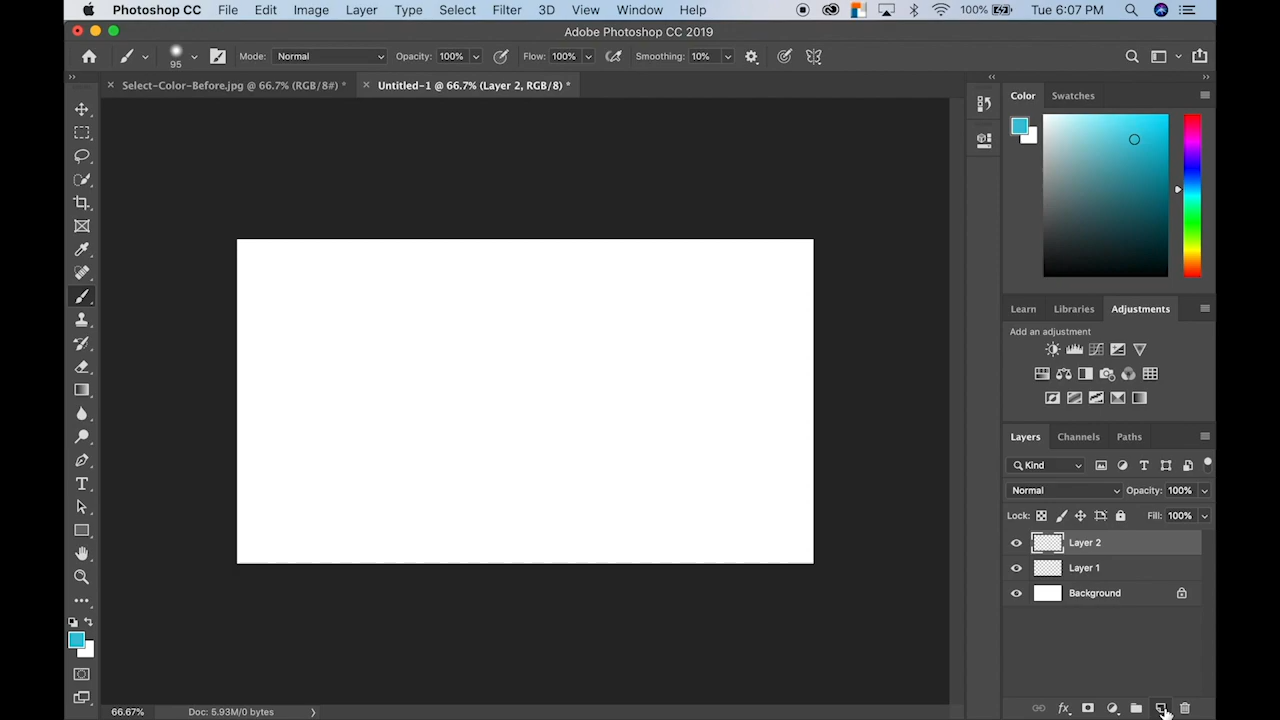 Photoshop CC File Edit Image Layer Type Select Filter 3D View Window Help 100% Tue 6:07 PM
Adobe Photoshop CC 2019
95 Mode: Normal Opacity: 100% Flow: 100% Smoothing: 10%
Select-Color-Before.jpg @ 66.7% (RGB/8#) * Untitled-1 @ 66.7% (Layer 2, RGB/8) *
Color Swatches
Learn Libraries Adjustments
Add an adjustment
Layers Channels Paths
Kind
Normal Opacity: 100%
Lock: Fill: 100%
Layer 2
Layer 1
Background
66.67% Doc: 5.93M/0 bytes